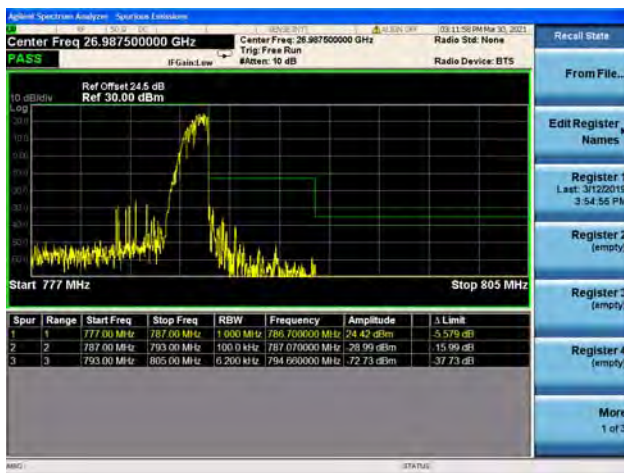 Agilent Spectrum Analyzer Spurious Emissions
RF 50 Ω DC SENSE:INT ALIGN OFF 03:11:58 PM Mar 30, 2021
Center Freq 26.987500000 GHz
Center Freq: 26.987500000 GHz
Radio Std: None
PASS
Trig: Free Run
IFGain:Low #Atten: 10 dB
Radio Device: BTS
Ref Offset 24.5 dB
10 dB/div Ref 30.00 dBm
Log
Start 777 MHz Stop 805 MHz
Spur Range Start Freq Stop Freq RBW Frequency Amplitude Δ Limit
1 1 777.00 MHz 787.00 MHz 1.000 MHz 786.700000 MHz 24.42 dBm -5.579 dB
2 2 787.00 MHz 793.00 MHz 100.0 kHz 787.070000 MHz -28.99 dBm -15.99 dB
3 3 793.00 MHz 805.00 MHz 6.200 kHz 794.660000 MHz -72.73 dBm -37.73 dB
MSG STATUS
Recall State
From File...
Edit Register
Names
Register 1
Last: 3/12/2019
3:54:55 PM
Register 2
(empty)
Register 3
(empty)
Register 4
(empty)
More
1 of 3